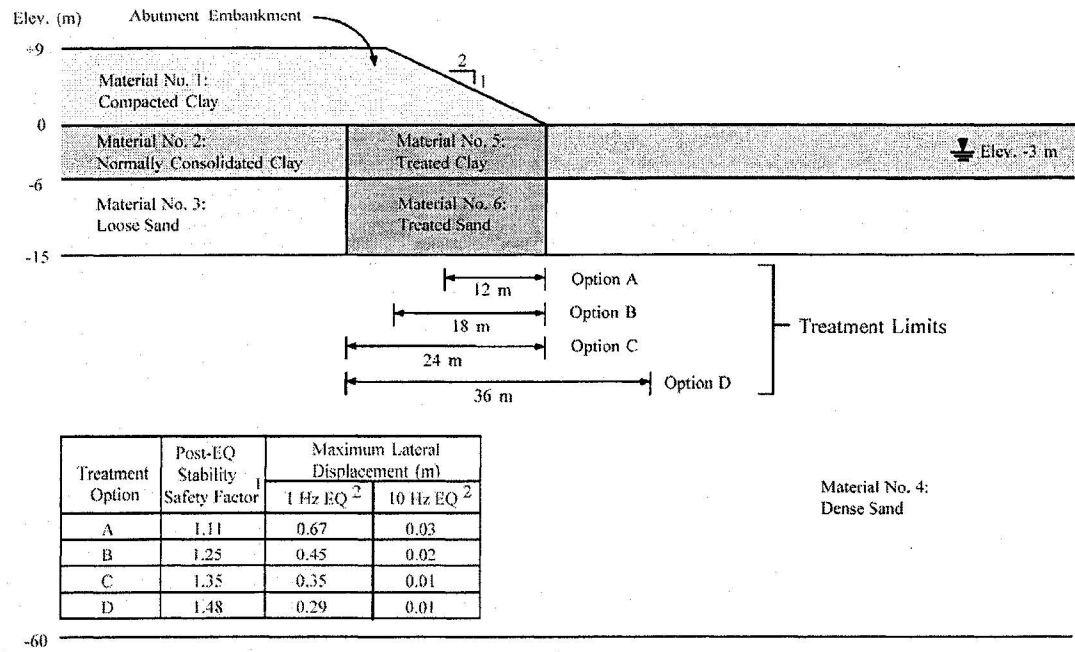 Elev. (m)
Abutment Embankment
+9
2
1
Material No. 1:
Compacted Clay
0
Material No. 2:
Normally Consolidated Clay
Material No. 5:
Treated Clay
Elev. -3 m
-6
Material No. 3:
Loose Sand
Material No. 6:
Treated Sand
-15
12 m
Option A
18 m
Option B
24 m
Option C
36 m
Option D
Treatment Limits
Treatment Option
Post-EQ Stability Safety Factor 1
Maximum Lateral Displacement (m)
1 Hz EQ 2
10 Hz EQ 2
A 1.11 0.67 0.03
B 1.25 0.45 0.02
C 1.35 0.35 0.01
D 1.48 0.29 0.01
Material No. 4:
Dense Sand
-60